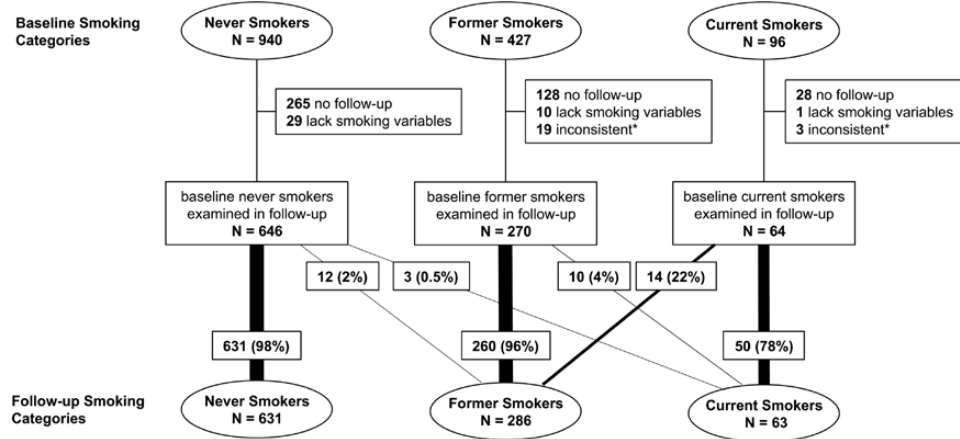 Baseline Smoking
Categories
Never Smokers
N = 940
Former Smokers
N = 427
Current Smokers
N = 96
265 no follow-up
29 lack smoking variables
128 no follow-up
10 lack smoking variables
19 inconsistent*
28 no follow-up
1 lack smoking variables
3 inconsistent*
baseline never smokers
examined in follow-up
N = 646
baseline former smokers
examined in follow-up
N = 270
baseline current smokers
examined in follow-up
N = 64
12 (2%)
3 (0.5%)
10 (4%)
14 (22%)
631 (98%)
260 (96%)
50 (78%)
Follow-up Smoking
Categories
Never Smokers
N = 631
Former Smokers
N = 286
Current Smokers
N = 63